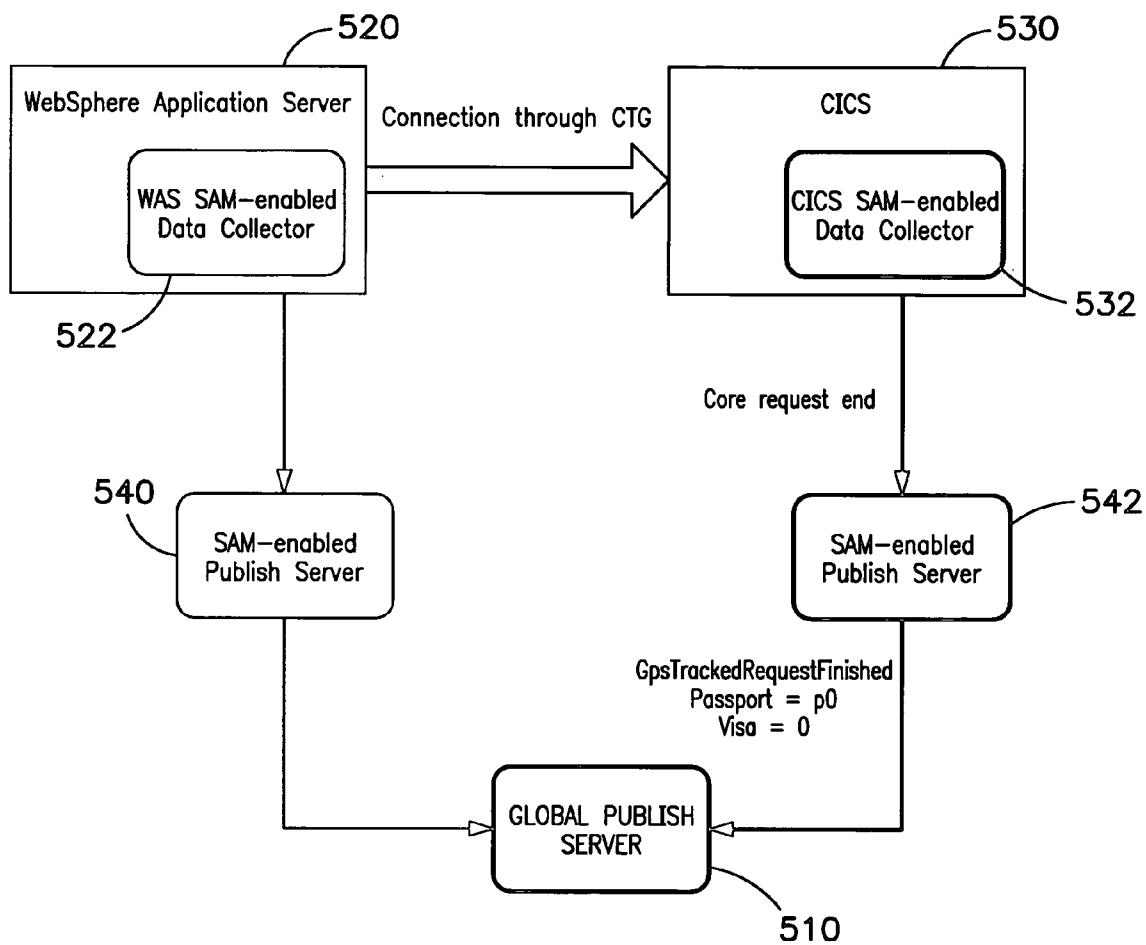 520
530
WebSphere Application Server
Connection through CTG
CICS
WAS SAM-enabled
Data Collector
CICS SAM-enabled
Data Collector
522
532
Core request end
540
542
SAM-enabled
Publish Server
SAM-enabled
Publish Server
GpsTrackedRequestFinished
Passport = p0
Visa = 0
GLOBAL PUBLISH
SERVER
510